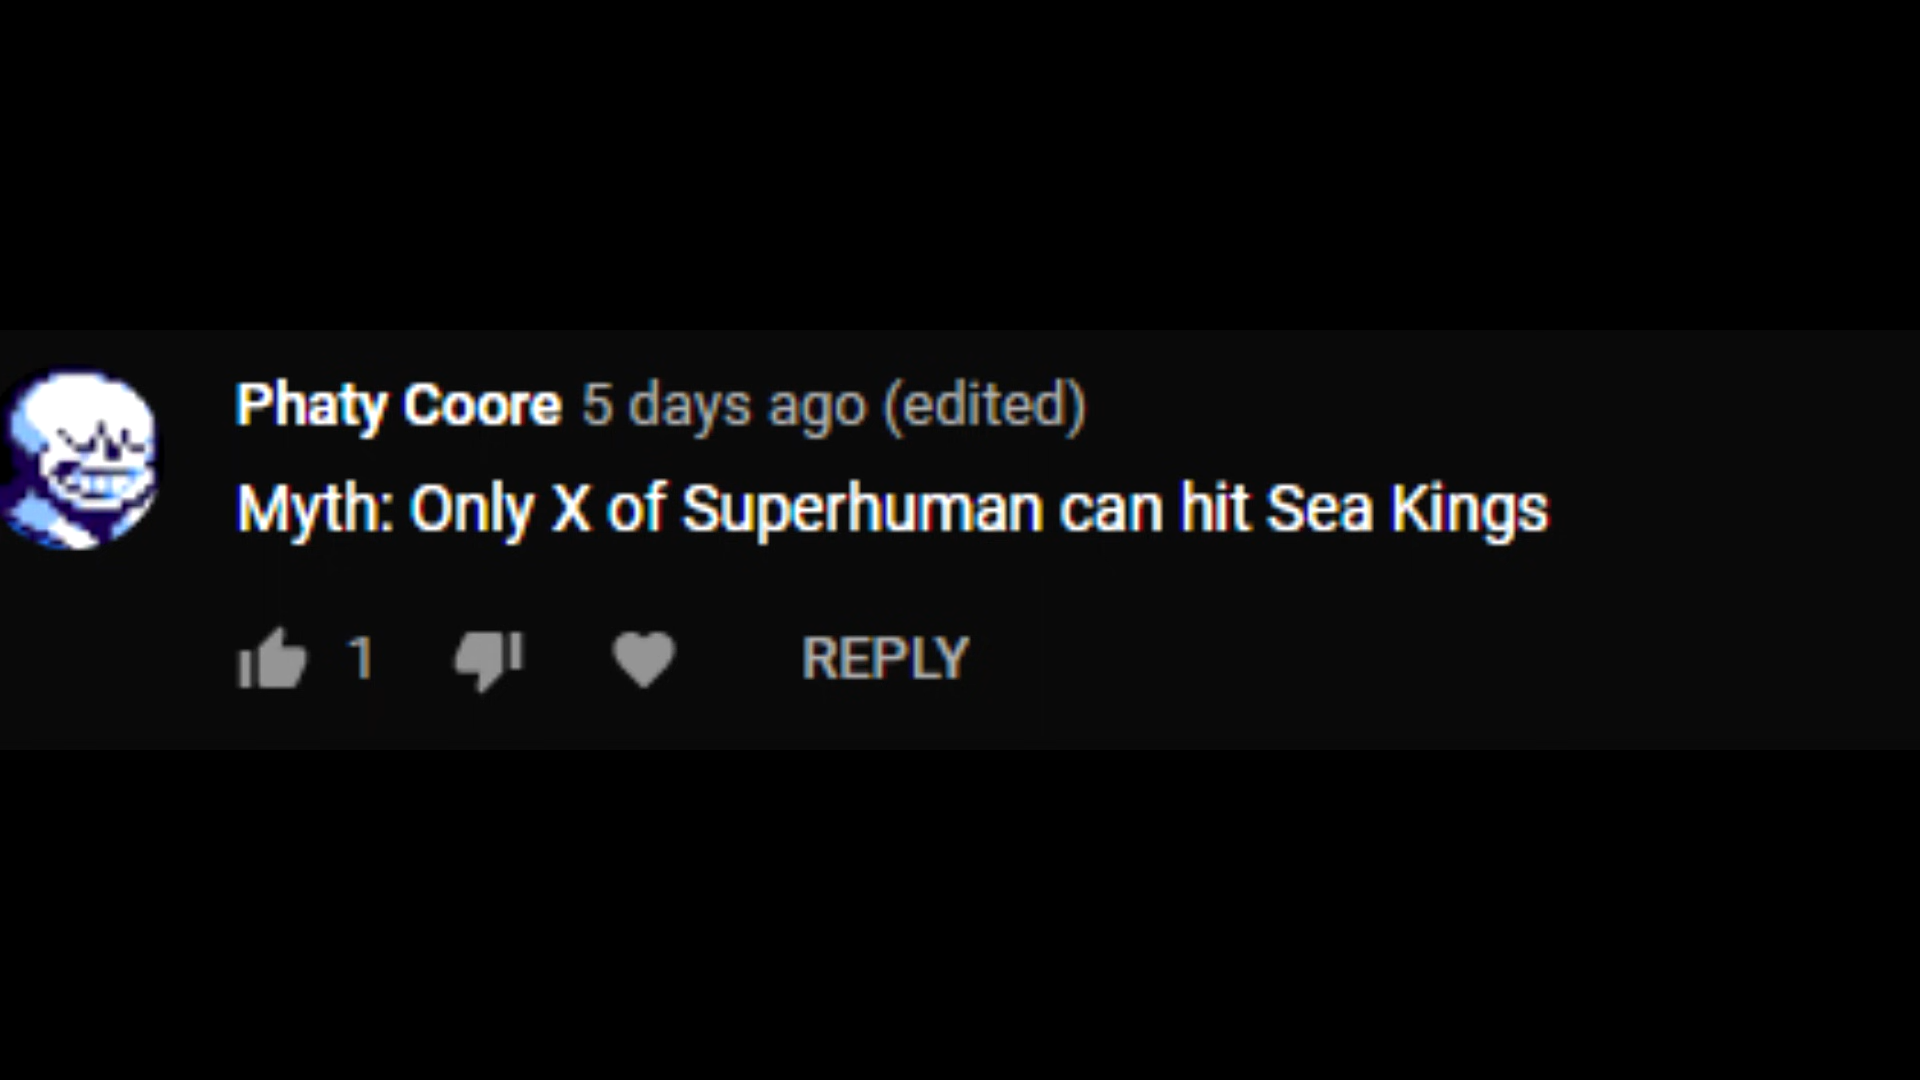 Phaty Coore 5 days ago (edited)
Myth: Only X of Superhuman can hit Sea Kings
1 REPLY